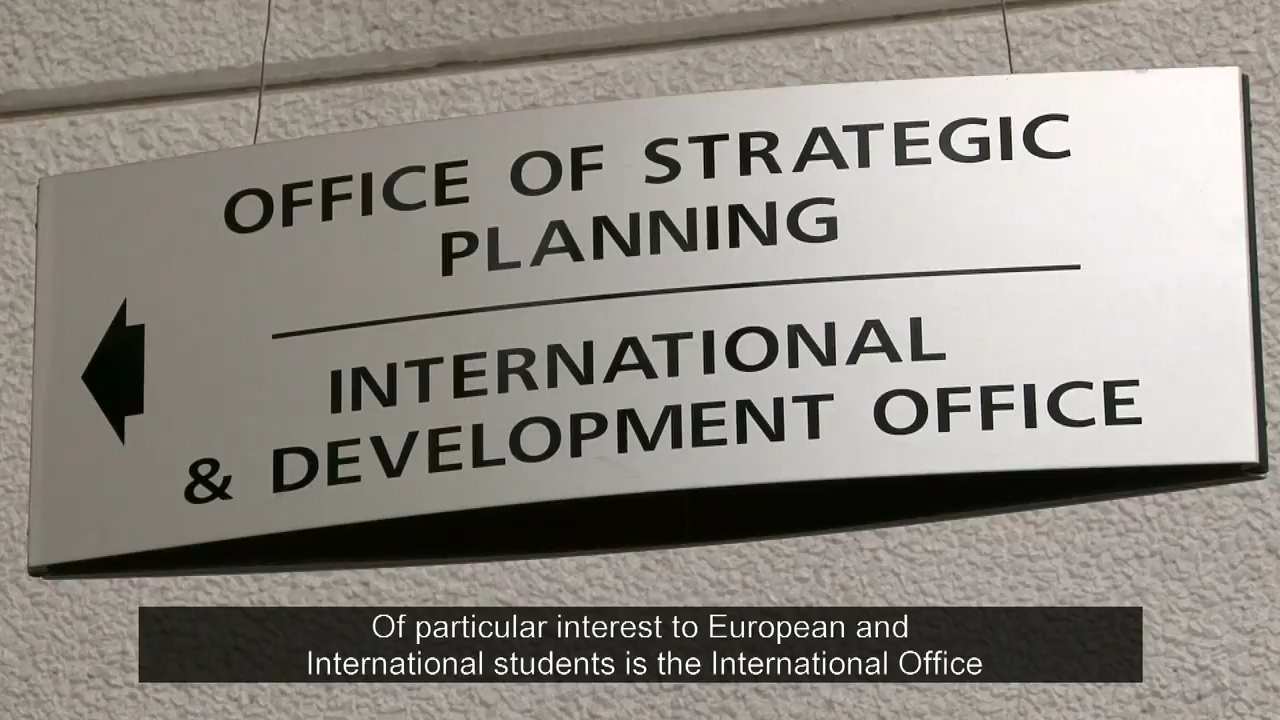 OFFICE OF STRATEGIC
PLANNING
INTERNATIONAL
& DEVELOPMENT OFFICE
Of particular interest to European and
International students is the International Office